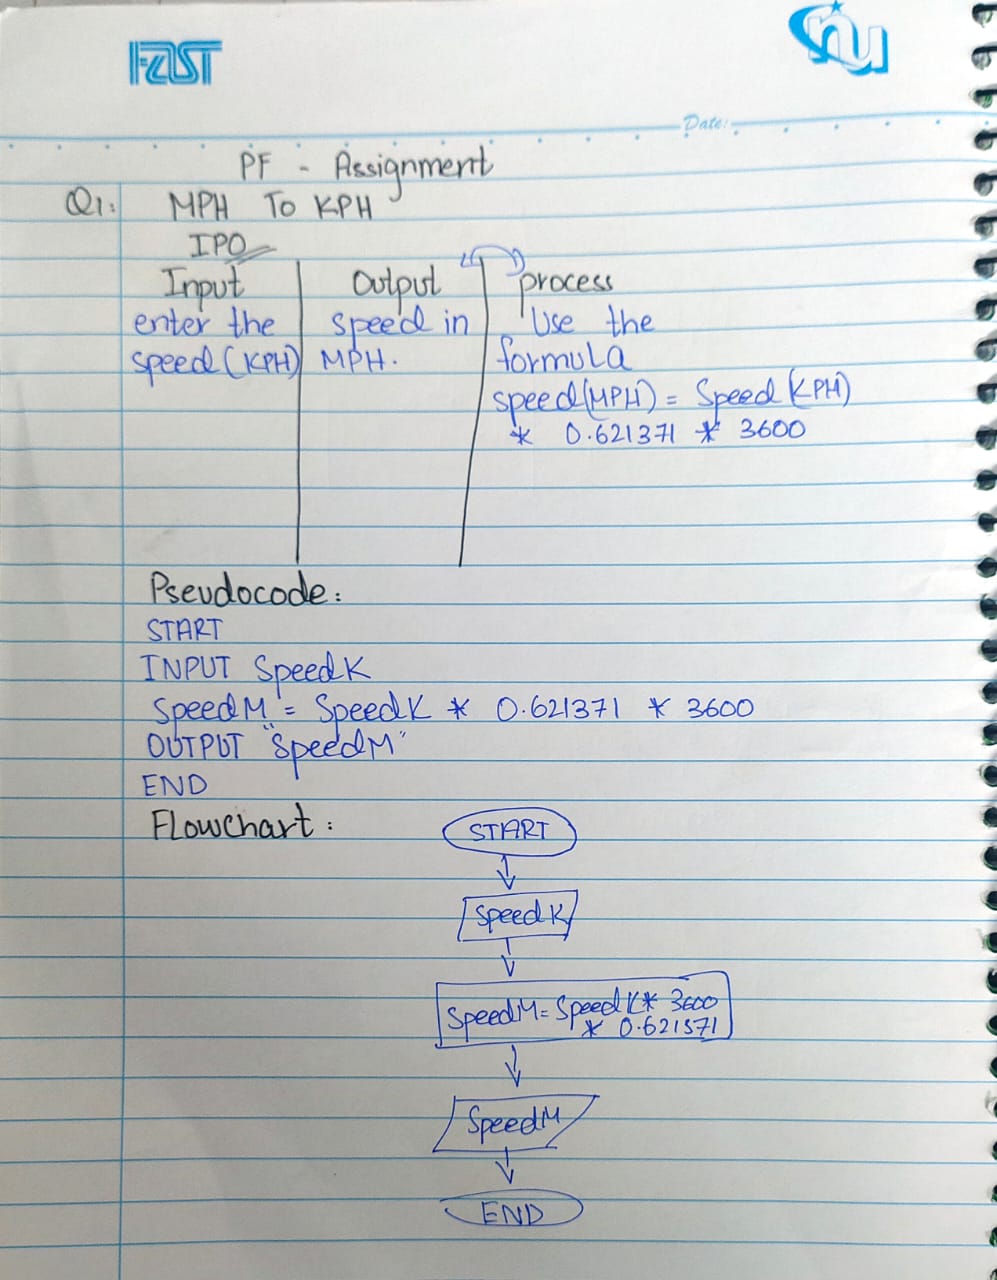 FAST
nu
Date:
PF - Assignment
Q1: MPH To KPH
IPO
Input Output process
enter the speed in Use the
speed (KPH) MPH. formula
speed(MPH) = Speed (KPH)
* 0.621371 * 3600
Pseudocode:
START
INPUT SpeedK
SpeedM = SpeedK * 0.621371 * 3600
OUTPUT "SpeedM"
END
Flowchart:
START
SpeedK
SpeedM = SpeedK * 3600
* 0.621371
SpeedM
END